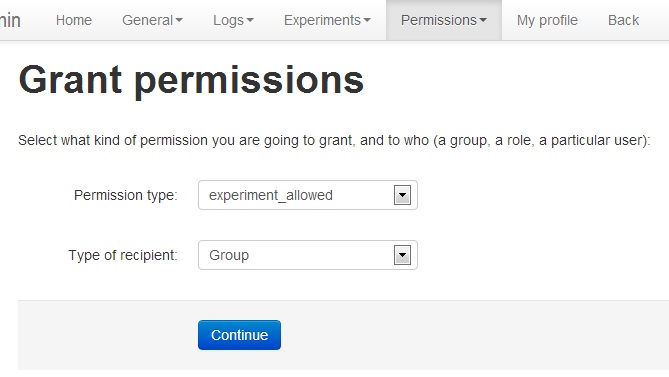 Home General Logs Experiments Permissions My profile Back
Grant permissions
Select what kind of permission you are going to grant, and to who (a group, a role, a particular user):
Permission type: experiment_allowed
Type of recipient: Group
Continue